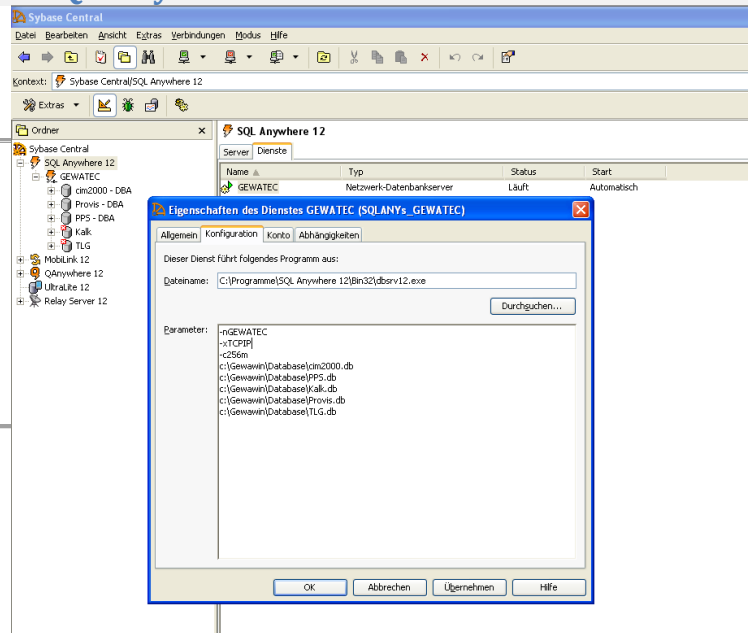 Sybase Central
Datei Bearbeiten Ansicht Extras Verbindungen Modus Hilfe
Kontext: Sybase Central/SQL Anywhere 12
Extras
Ordner
Sybase Central
SQL Anywhere 12
GEWATEC
cim2000 - DBA
Provis - DBA
PPS - DBA
Kalk
TLG
MobiLink 12
QAnywhere 12
UltraLite 12
Relay Server 12
SQL Anywhere 12
Server Dienste
Name Typ Status Start
GEWATEC Netzwerk-Datenbankserver Läuft Automatisch
Eigenschaften des Dienstes GEWATEC (SQLANYs_GEWATEC)
Allgemein Konfiguration Konto Abhängigkeiten
Dieser Dienst führt folgendes Programm aus:
Dateiname: C:\Programme\SQL Anywhere 12\Bin32\dbsrv12.exe
Durchsuchen...
Parameter: -nGEWATEC
-xTCPIP
-c256m
c:\Gewawin\Database\cim2000.db
c:\Gewawin\Database\PPS.db
c:\Gewawin\Database\Kalk.db
c:\Gewawin\Database\Provis.db
c:\Gewawin\Database\TLG.db
OK Abbrechen Übernehmen Hilfe